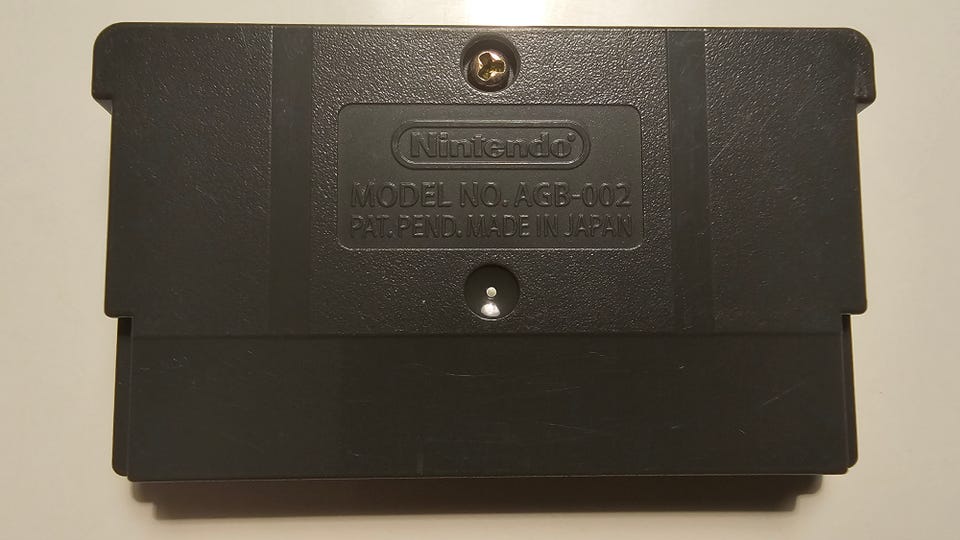 Nintendo®
MODEL NO. AGB-002
PAT. PEND. MADE IN JAPAN